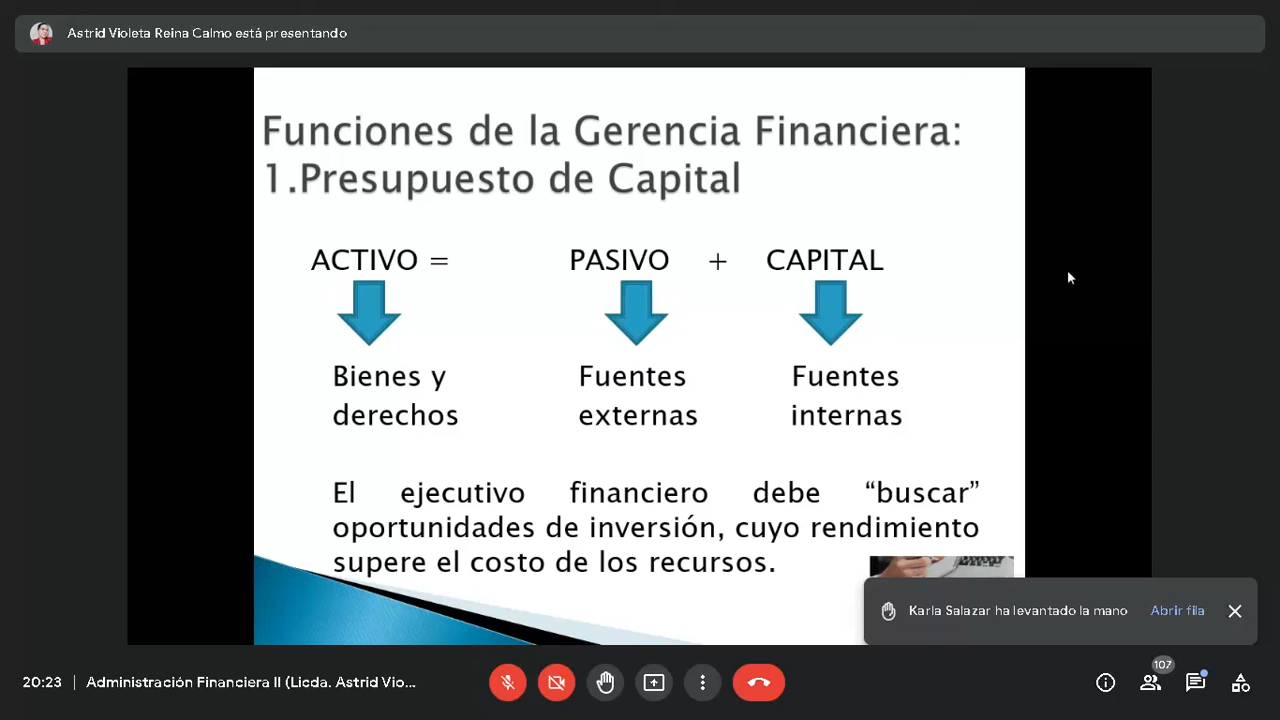 Astrid Violeta Reina Calmo está presentando
Funciones de la Gerencia Financiera:
1.Presupuesto de Capital
ACTIVO = PASIVO + CAPITAL
Bienes y Fuentes Fuentes
derechos externas internas
El ejecutivo financiero debe “buscar”
oportunidades de inversión, cuyo rendimiento
supere el costo de los recursos.
Karla Salazar ha levantado la mano Abrir fila
107
20:23 | Administración Financiera II (Licda. Astrid Vio...